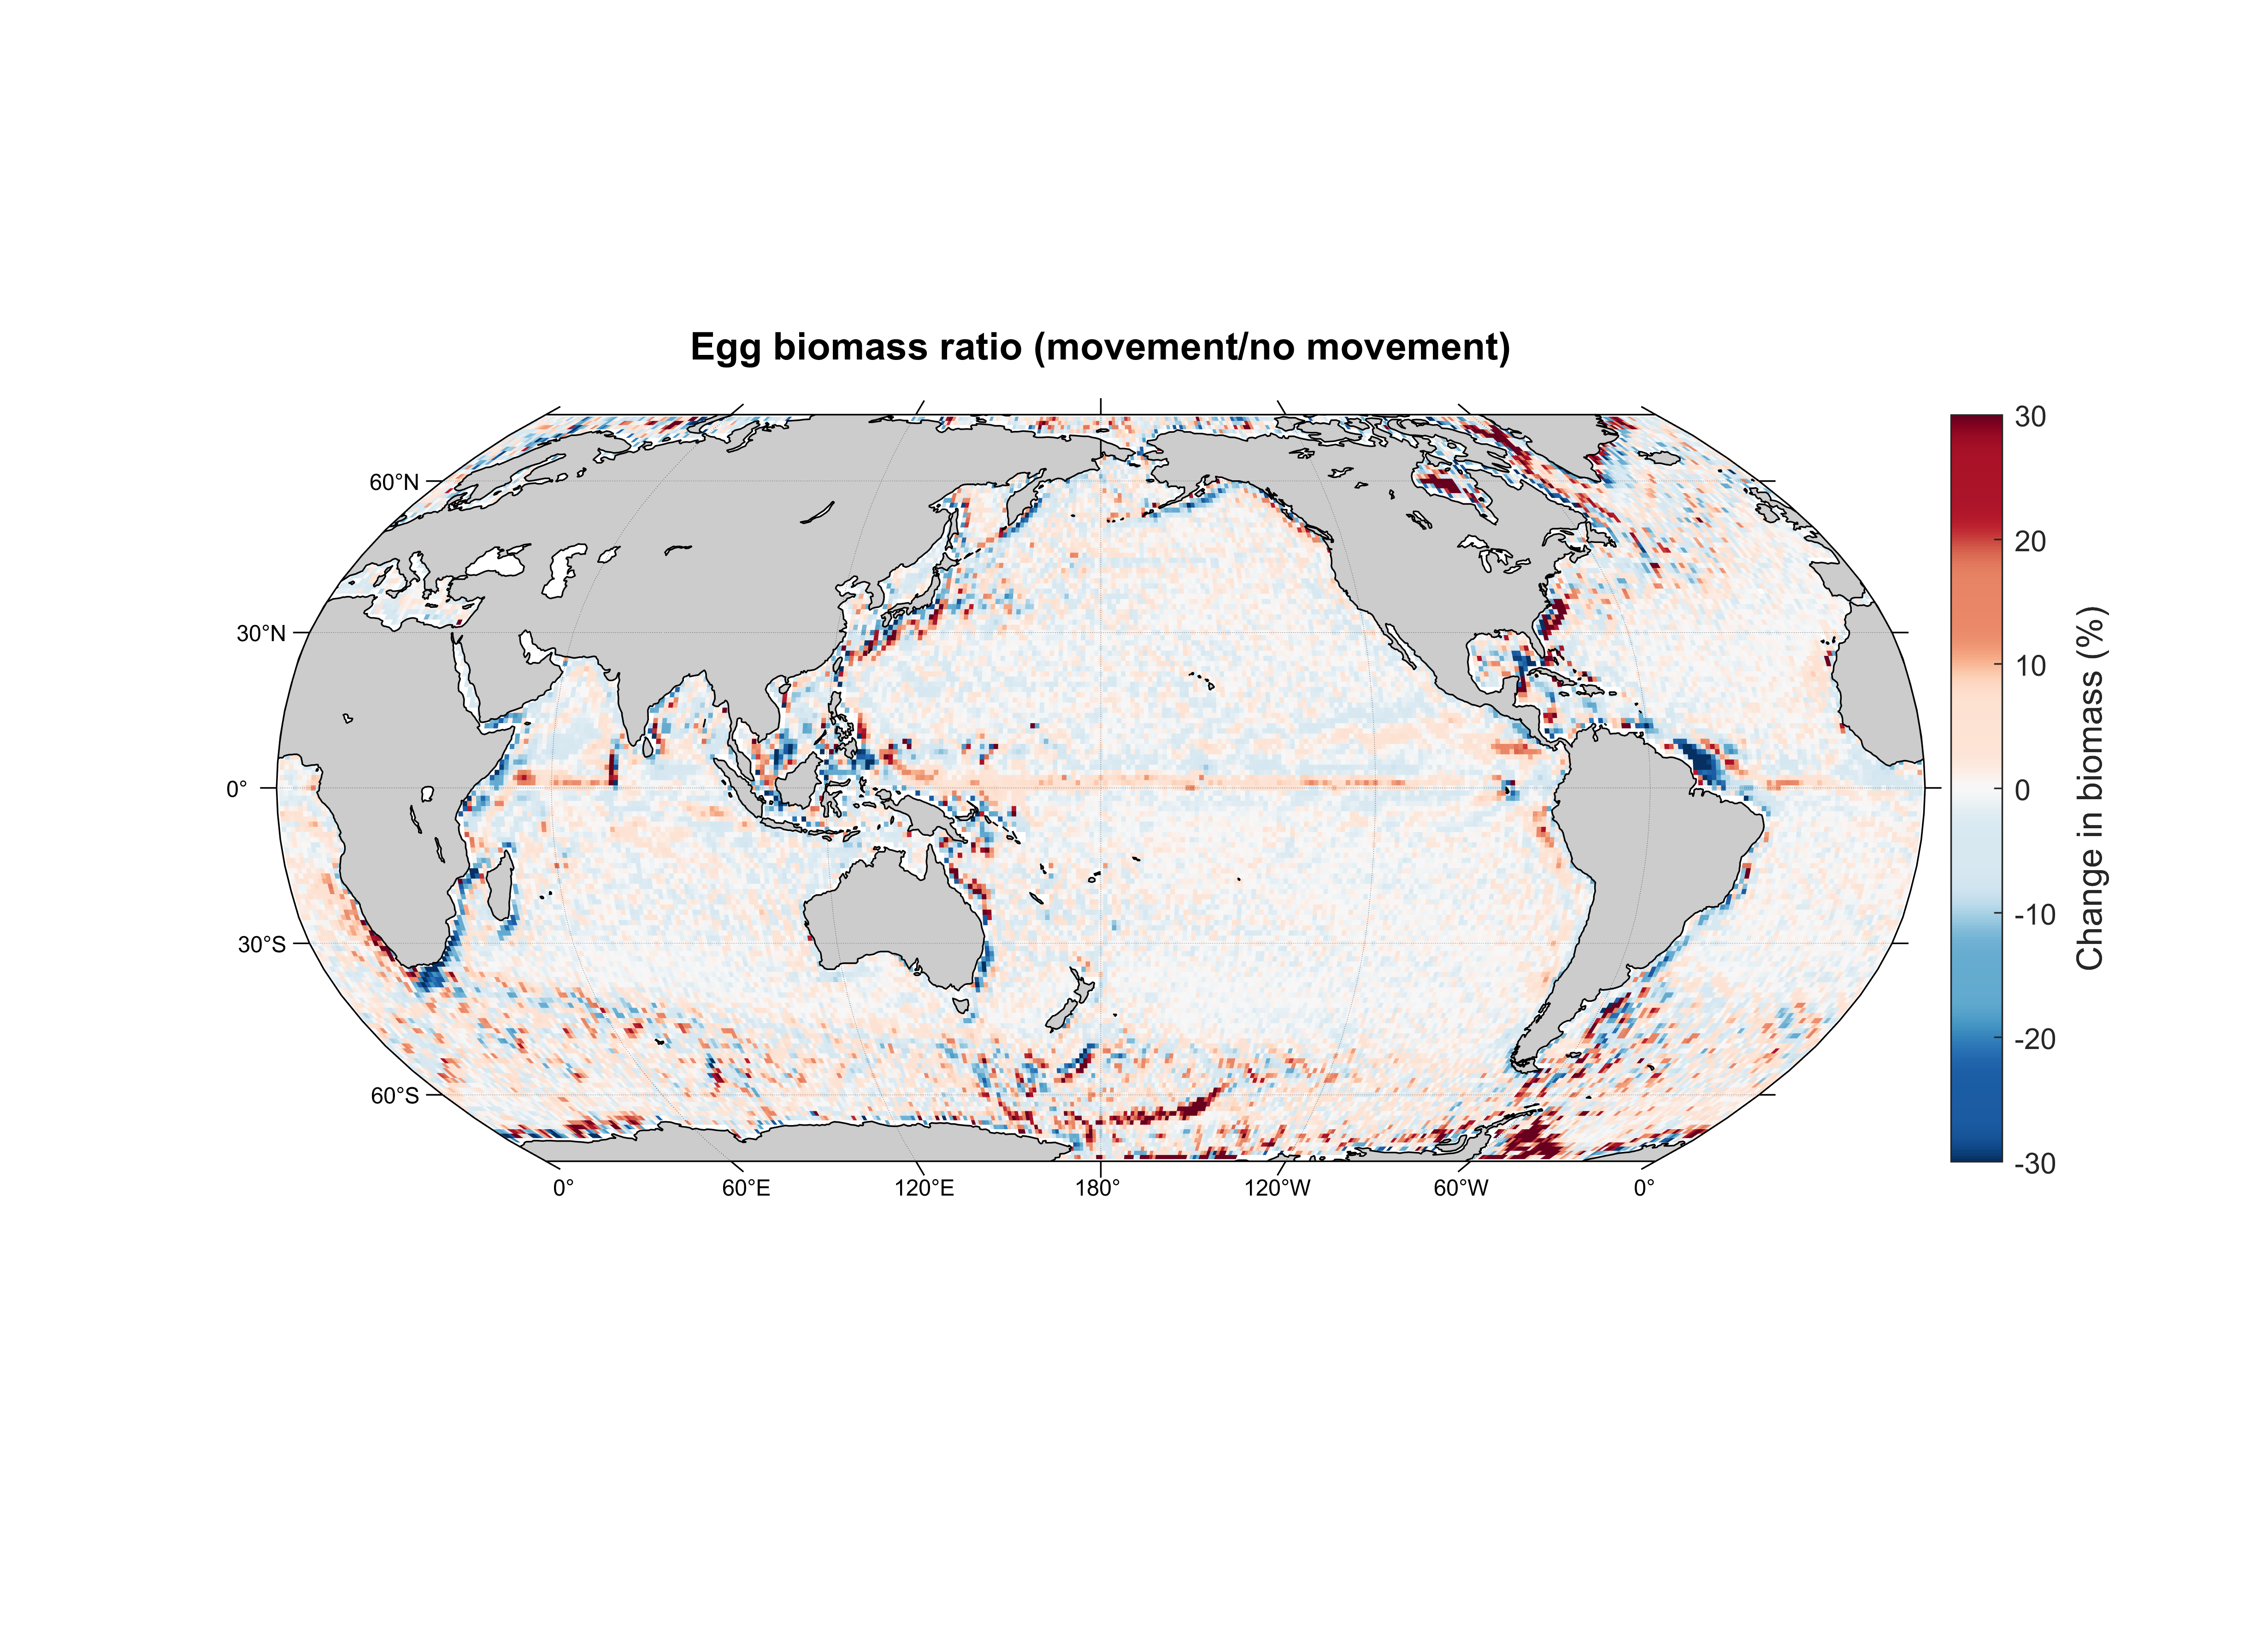 Egg biomass ratio (movement/no movement)
60°N
30°N
0°
30°S
60°S
0°
60°E
120°E
180°
120°W
60°W
0°
30
20
10
0
-10
-20
-30
Change in biomass (%)